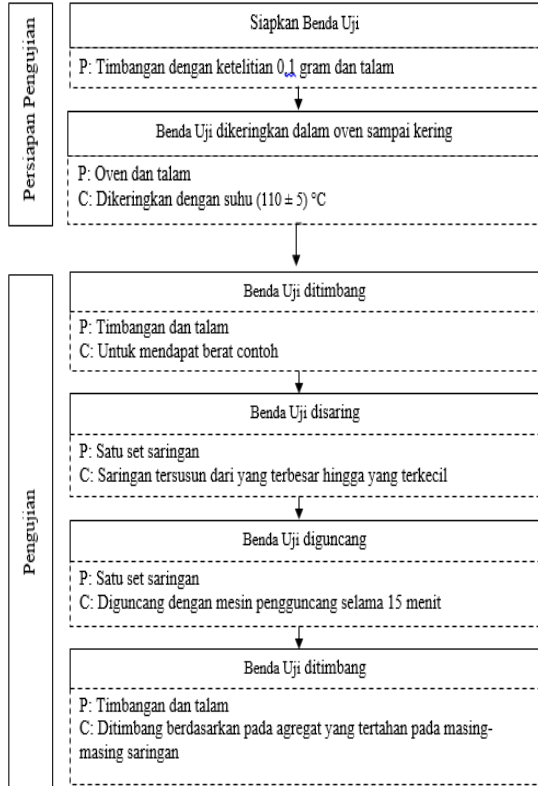 Persiapan Pengujian
Siapkan Benda Uji
P: Timbangan dengan ketelitian 0,1 gram dan talam
Benda Uji dikeringkan dalam oven sampai kering
P: Oven dan talam
C: Dikeringkan dengan suhu (110 ± 5) °C
Pengujian
Benda Uji ditimbang
P: Timbangan dan talam
C: Untuk mendapat berat contoh
Benda Uji disaring
P: Satu set saringan
C: Saringan tersusun dari yang terbesar hingga yang terkecil
Benda Uji diguncang
P: Satu set saringan
C: Diguncang dengan mesin pengguncang selama 15 menit
Benda Uji ditimbang
P: Timbangan dan talam
C: Ditimbang berdasarkan pada agregat yang tertahan pada masing-
masing saringan